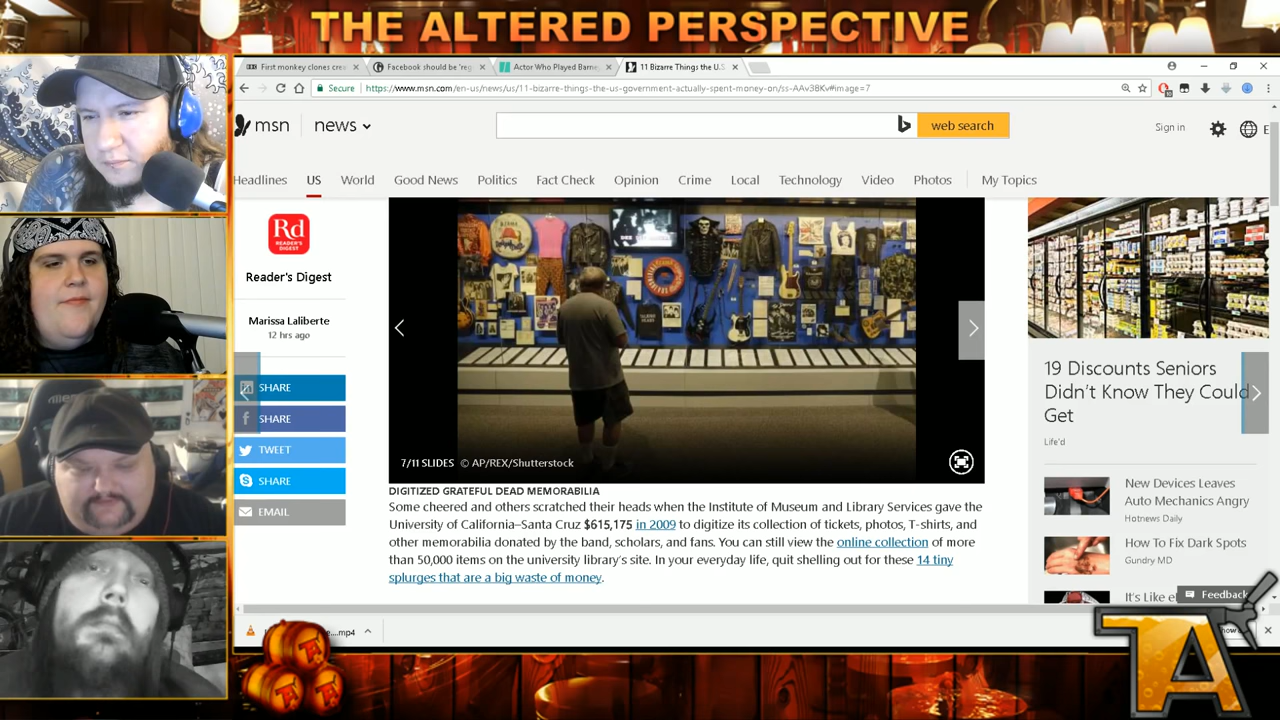 THE ALTERED PERSPECTIVE
First monkey clones crea
Facebook should be 'reg
Actor Who Played Barne
11 Bizarre Things the U.S.
Secure
https://www.msn.com/en-us/news/us/11-bizarre-things-the-us-government-actually-spent-money-on/ss-AAv38Kv#image=7
msn
news
web search
Sign in
Headlines
US
World
Good News
Politics
Fact Check
Opinion
Crime
Local
Technology
Video
Photos
My Topics
Rd
READER'S
DIGEST
Reader's Digest
Marissa Laliberte
12 hrs ago
SHARE
SHARE
TWEET
SHARE
EMAIL
7/11 SLIDES © AP/REX/Shutterstock
DIGITIZED GRATEFUL DEAD MEMORABILIA
Some cheered and others scratched their heads when the Institute of Museum and Library Services gave the
University of California–Santa Cruz $615,175 in 2009 to digitize its collection of tickets, photos, T-shirts, and
other memorabilia donated by the band, scholars, and fans. You can still view the online collection of more
than 50,000 items on the university library's site. In your everyday life, quit shelling out for these 14 tiny
splurges that are a big waste of money.
19 Discounts Seniors
Didn't Know They Could
Get
Life'd
New Devices Leaves
Auto Mechanics Angry
Hotnews Daily
How To Fix Dark Spots
Gundry MD
It's Like
Feedback
e....mp4
TA